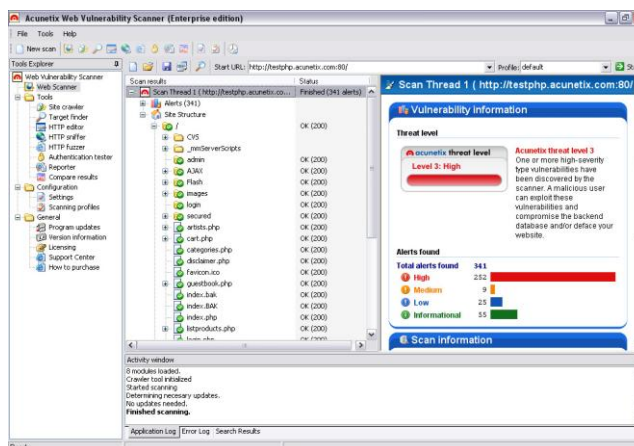 Acunetix Web Vulnerability Scanner (Enterprise edition)
File Tools Help
New scan
Tools Explorer
Start URL: http://testphp.acunetix.com:80/
Profile: default
Web Vulnerability Scanner
Web Scanner
Tools
Site crawler
Target finder
HTTP editor
HTTP sniffer
HTTP fuzzer
Authentication tester
Reporter
Compare results
Configuration
Settings
Scanning profiles
General
Program updates
Version information
Licensing
Support Center
How to purchase
Scan results Status
Scan Thread 1 ( http://testphp.acunetix.co... Finished (341 alerts)
Alerts (341)
Site Structure
/ OK (200)
CVS
_mmServerScripts
admin OK (200)
AJAX OK (200)
Flash OK (200)
images OK (200)
login OK (200)
secured OK (200)
artists.php OK (200)
cart.php OK (200)
categories.php OK (200)
disclaimer.php OK (200)
favicon.ico OK (200)
guestbook.php OK (200)
index.bak OK (200)
index.BAK OK (200)
index.php OK (200)
listproducts.php OK (200)
login.php OK (200)
Scan Thread 1 ( http://testphp.acunetix.com:80/
Vulnerability information
Threat level
acunetix threat level
Level 3: High
Acunetix threat level 3
One or more high-severity
type vulnerabilities have
been discovered by the
scanner. A malicious user
can exploit these
vulnerabilities and
compromise the backend
database and/or deface your
website.
Alerts found
Total alerts found 341
High 252
Medium 9
Low 25
Informational 55
Scan information
Activity window
8 modules loaded.
Crawler tool initialized
Started scanning
Determining necesary updates.
No updates needed.
Finished scanning.
Application Log Error Log Search Results